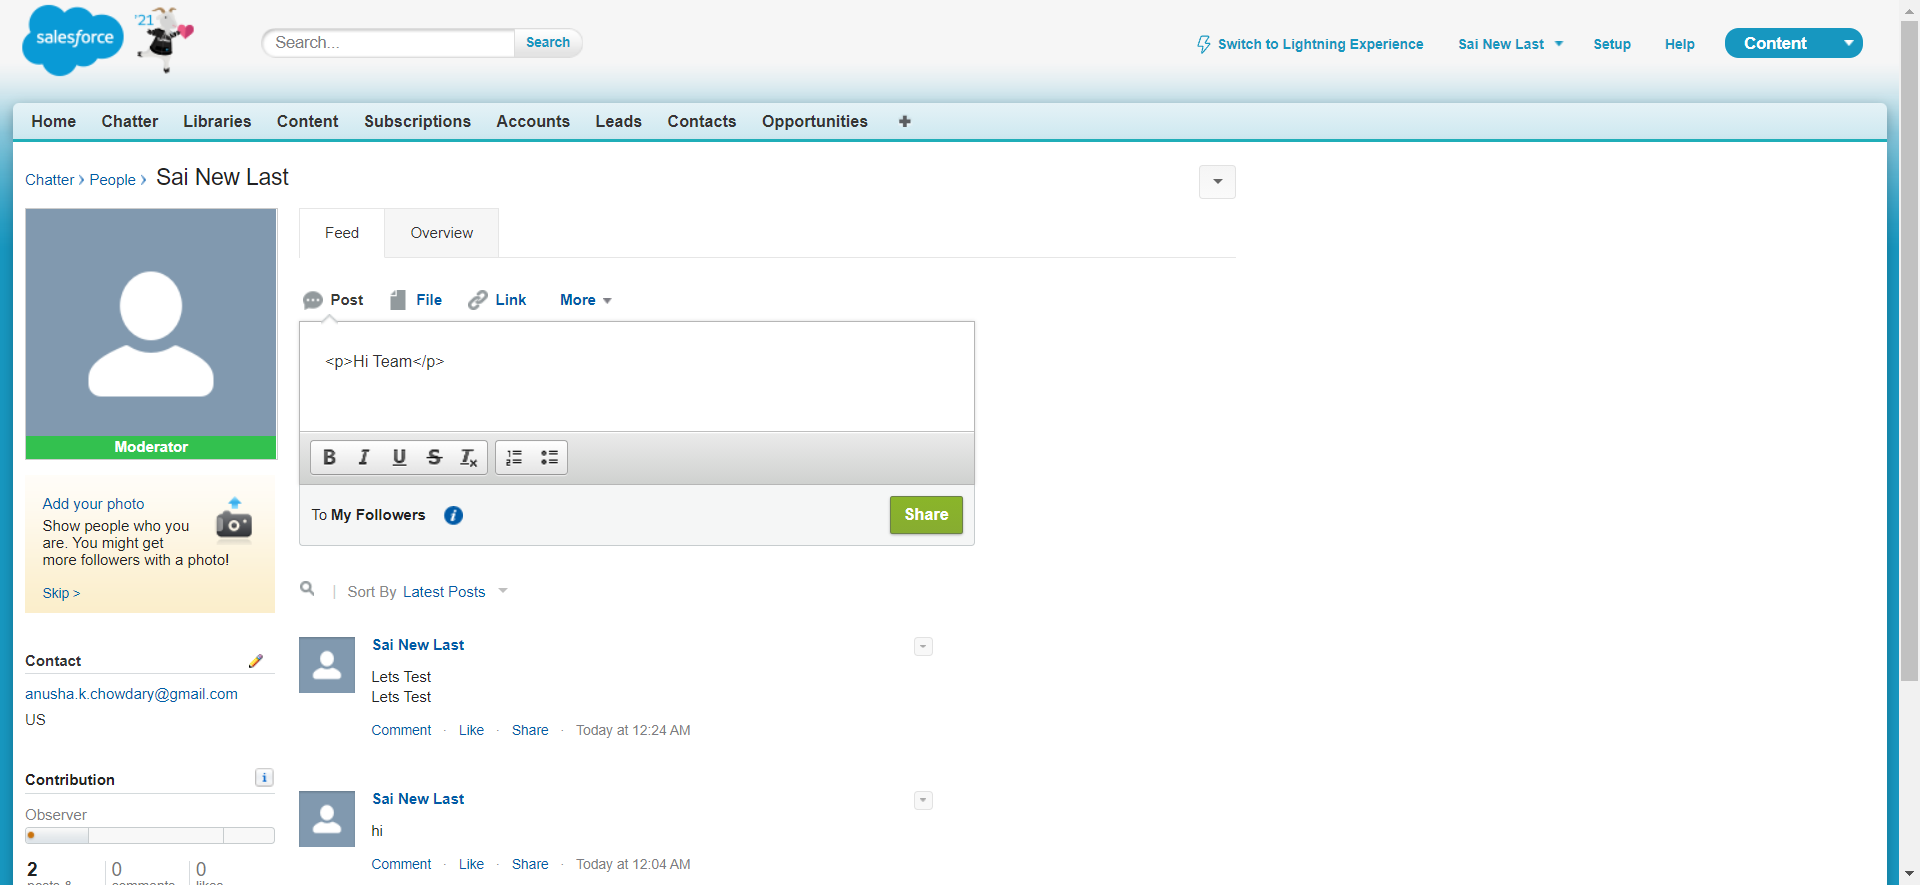 salesforce
'21
Search...
Search
Switch to Lightning Experience
Sai New Last
Setup
Help
Content
Home
Chatter
Libraries
Content
Subscriptions
Accounts
Leads
Contacts
Opportunities
Chatter › People › Sai New Last
Feed
Overview
Post
File
Link
More
<p>Hi Team</p>
B I U S Tx
To My Followers
Share
Moderator
Add your photo
Show people who you
are. You might get
more followers with a photo!
Skip >
Sort By Latest Posts
Sai New Last
Lets Test
Lets Test
Comment · Like · Share · Today at 12:24 AM
Contact
anusha.k.chowdary@gmail.com
US
Sai New Last
hi
Comment · Like · Share · Today at 12:04 AM
Contribution
Observer
2
0
0